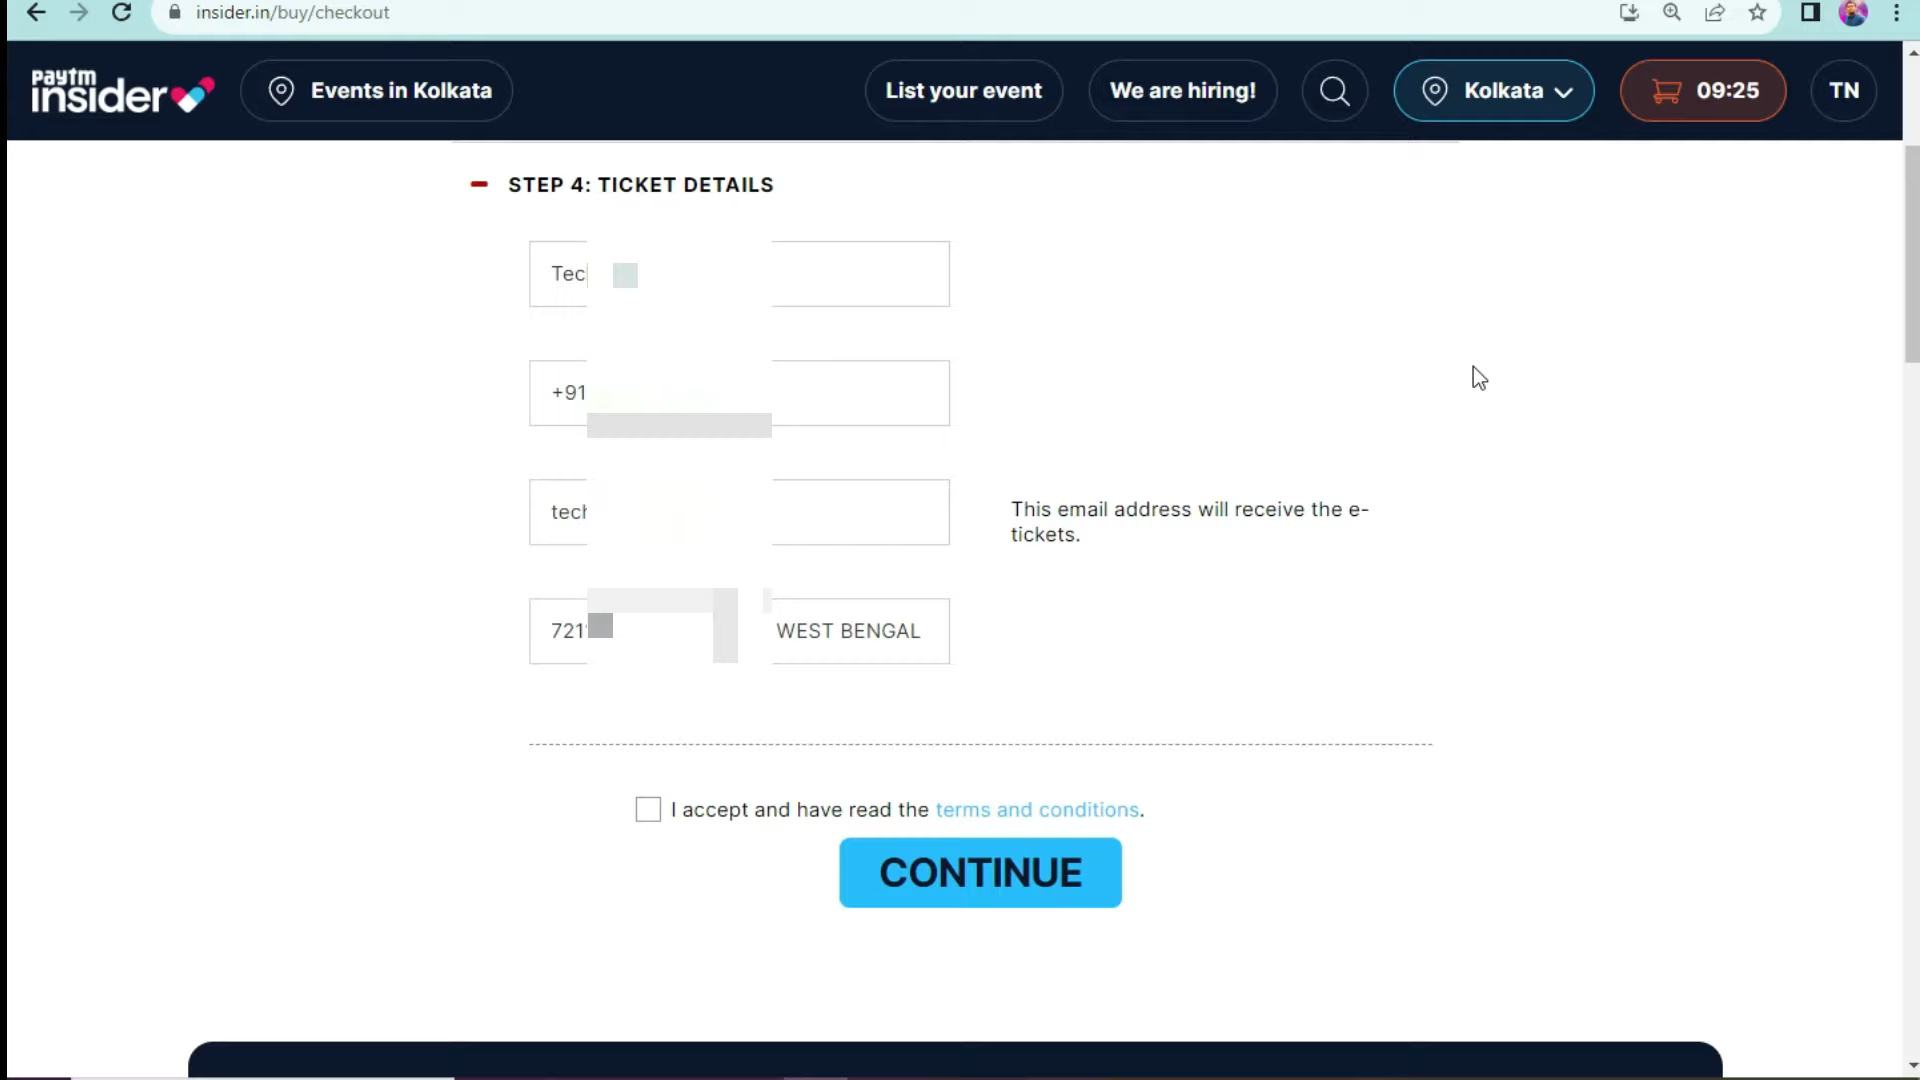 insider.in/buy/checkout
paytm
insider
Events in Kolkata
List your event
We are hiring!
Kolkata
09:25
TN
STEP 4: TICKET DETAILS
Tec
+91
tech
This email address will receive the e-
tickets.
721
WEST BENGAL
I accept and have read the terms and conditions.
CONTINUE